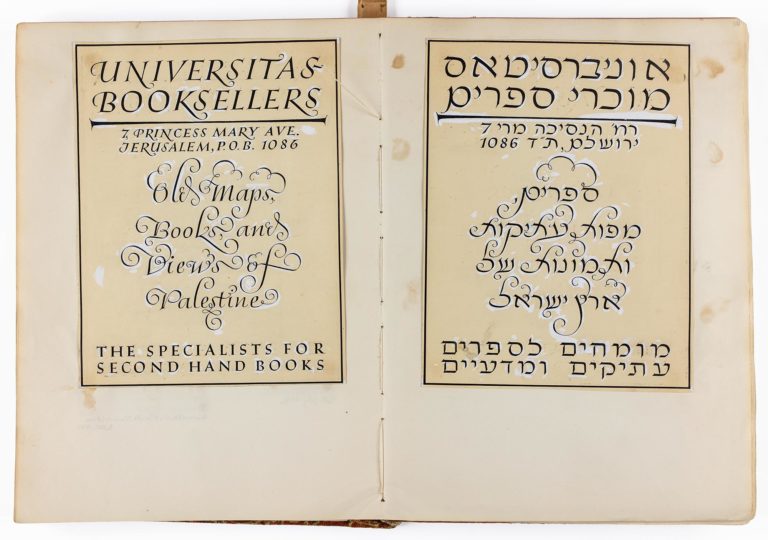 UNIVERSITAS
BOOKSELLERS
7, PRINCESS MARY AVE.
JERUSALEM, P.O.B. 1086
Old Maps,
Books and
Views of
Palestine
THE SPECIALISTS FOR
SECOND HAND BOOKS
אוניברסיטאס
מוכרי ספרים
רח' הנסיכה מרי 7
ירושלם, ת"ד 1086
ספרים,
מפות עתיקות
ותמונות של
ארץ ישראל
מומחים לספרים
עתיקים ומדעיים